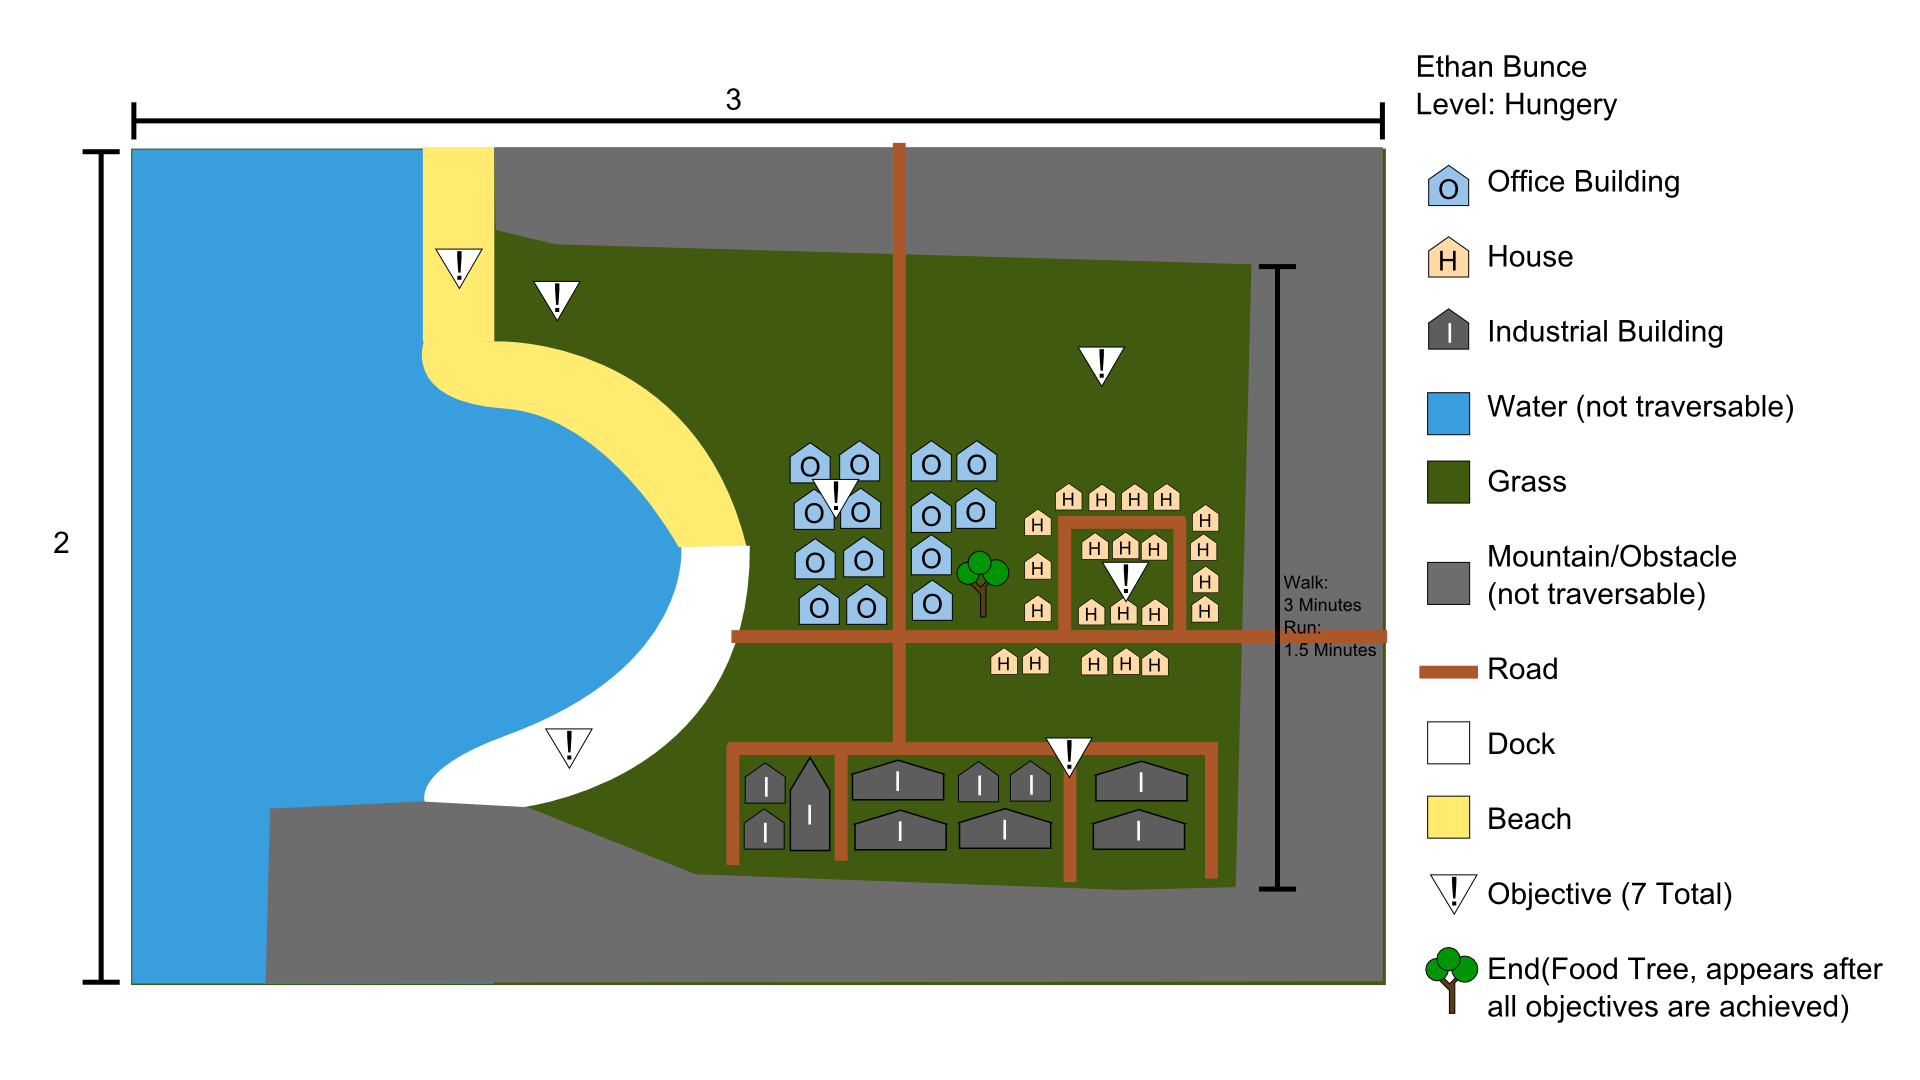 3
Ethan Bunce
Level: Hungery
O Office Building
H House
I Industrial Building
Water (not traversable)
Grass
Mountain/Obstacle
(not traversable)
Road
Dock
Beach
! Objective (7 Total)
End(Food Tree, appears after
all objectives are achieved)
2
!
!
!
O O O O
!
O O O O
H H H H
H H
O O O
H H H H
H H
!
O O O
H H H H H
H H H H H
Walk:
3 Minutes
Run:
1.5 Minutes
!
!
I I I I I
I
I I I I
I